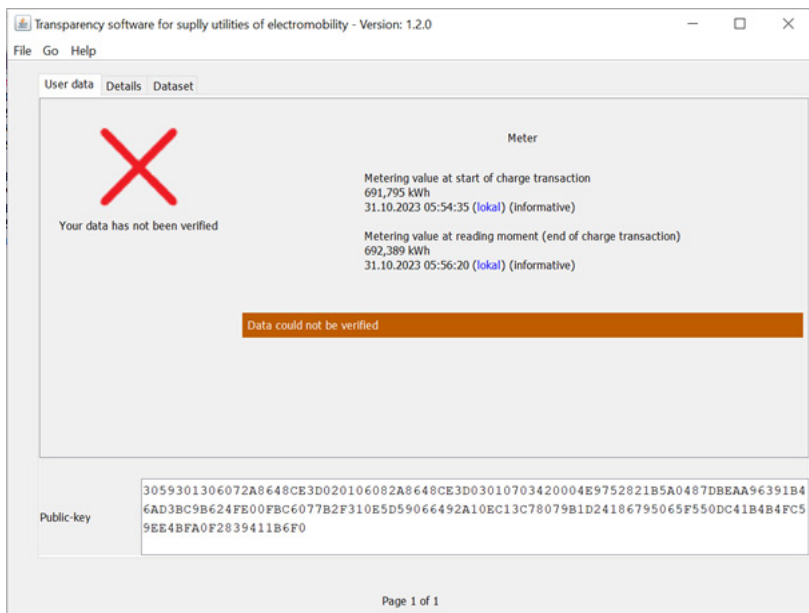 Transparency software for suplly utilities of electromobility - Version: 1.2.0
File Go Help
User data Details Dataset
Meter
Metering value at start of charge transaction
691,795 kWh
31.10.2023 05:54:35 (lokal) (informative)
Your data has not been verified
Metering value at reading moment (end of charge transaction)
692,389 kWh
31.10.2023 05:56:20 (lokal) (informative)
Data could not be verified
Public-key
3059301306072A8648CE3D020106082A8648CE3D03010703420004E9752821B5A0487DBEAA96391B4
6AD3BC9B624FE00FBC6077B2F310E5D59066492A10EC13C78079B1D24186795065F550DC41B4B4FC5
9EE4BFA0F2839411B6F0
Page 1 of 1